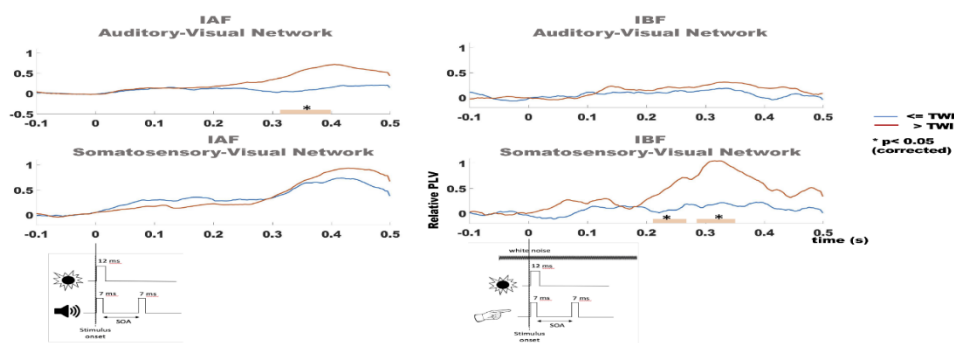 IAF
Auditory-Visual Network
1
0.5
0
-0.5
-0.1 0 0.1 0.2 0.3 0.4 0.5
*
IBF
Auditory-Visual Network
1
0.5
0
-0.1 0 0.1 0.2 0.3 0.4 0.5
<= TWI
> TWI
* p< 0.05
(corrected)
IAF
Somatosensory-Visual Network
1
0.5
0
-0.1 0 0.1 0.2 0.3 0.4 0.5
IBF
Somatosensory-Visual Network
Relative PLV
1
0.5
0
* *
-0.1 0 0.1 0.2 0.3 0.4 0.5
time (s)
12 ms
7 ms 7 ms
SOA
Stimulus
onset
white noise
12 ms
7 ms 7 ms
SOA
Stimulus
onset